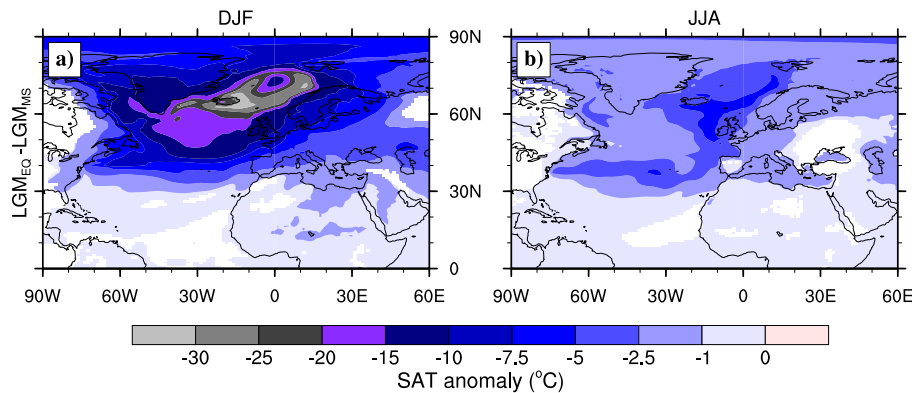 DJF
JJA
a)
b)
LGM_EQ-LGM_MS
90N
60N
30N
0
90W 60W 30W 0 30E 60E
90W 60W 30W 0 30E 60E
-30 -25 -20 -15 -10 -7.5 -5 -2.5 -1 0
SAT anomaly (°C)